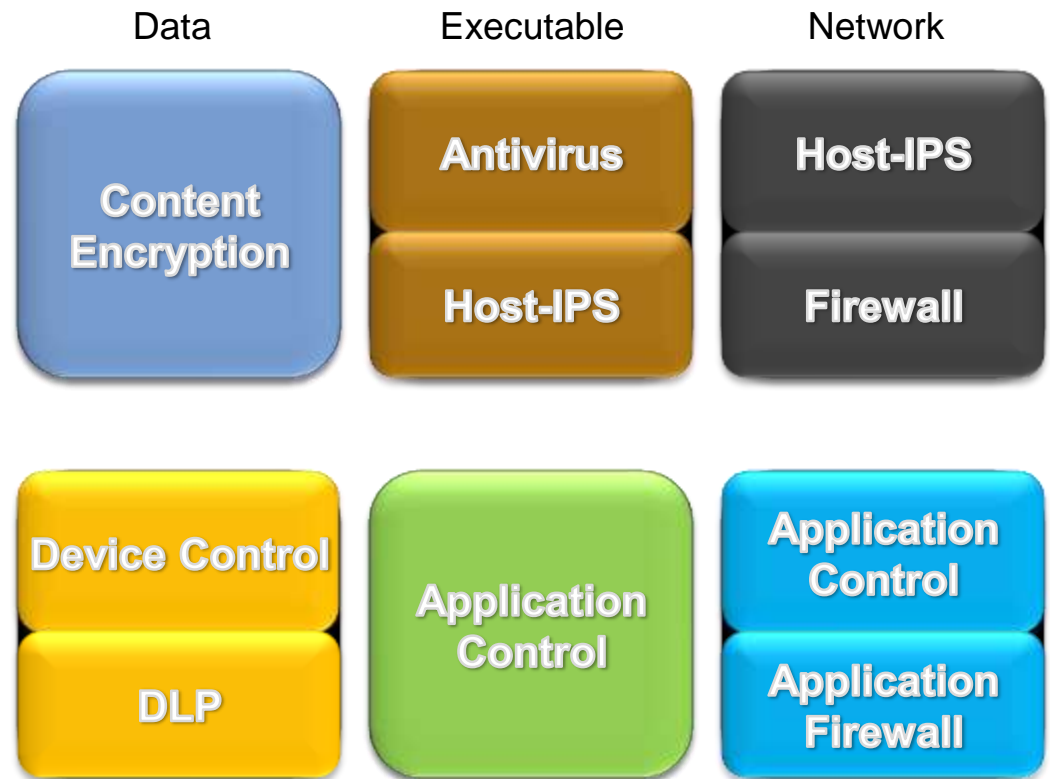 Data
Executable
Network
Content
Encryption
Antivirus
Host-IPS
Host-IPS
Firewall
Device Control
DLP
Application
Control
Application
Control
Application
Firewall